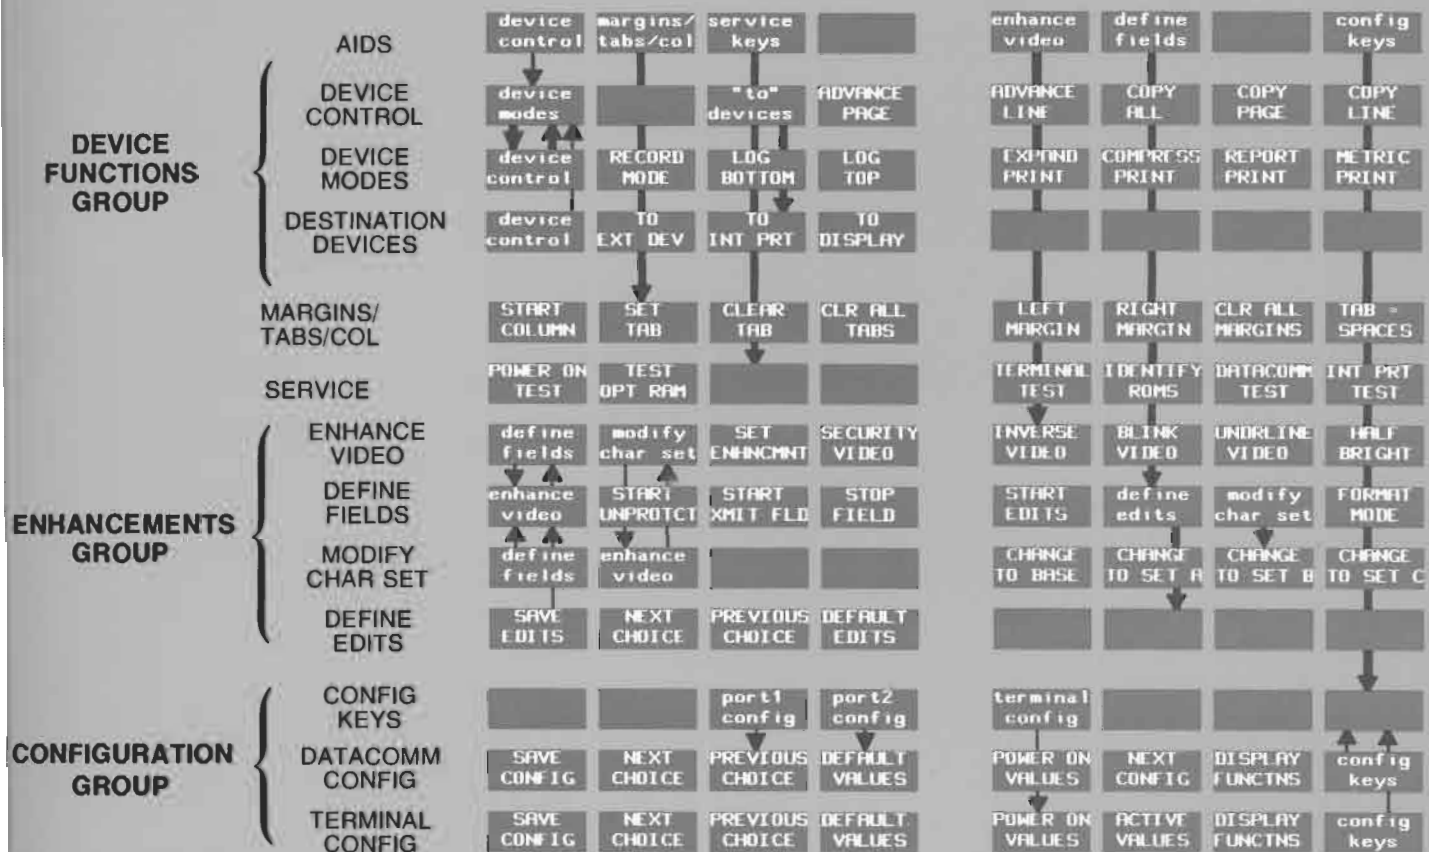 AIDS
device control
margins/ tabs/col
service keys
enhance video
define fields
config keys
DEVICE FUNCTIONS GROUP
DEVICE CONTROL
device modes
"to" devices
ADVANCE PAGE
ADVANCE LINE
COPY ALL
COPY PAGE
COPY LINE
DEVICE MODES
device control
RECORD MODE
LOG BOTTOM
LOG TOP
EXPAND PRINT
COMPRESS PRINT
REPORT PRINT
METRIC PRINT
DESTINATION DEVICES
device control
TO EXT DEV
TO INT PRT
TO DISPLAY
MARGINS/ TABS/COL
START COLUMN
SET TAB
CLEAR TAB
CLR ALL TABS
LEFT MARGIN
RIGHT MARGIN
CLR ALL MARGINS
TAB = SPACES
SERVICE
POWER ON TEST
TEST OPT RAM
TERMINAL TEST
IDENTIFY ROMS
DATACOMM TEST
INT PRT TEST
ENHANCEMENTS GROUP
ENHANCE VIDEO
define fields
modify char set
SET ENHNCMNT
SECURITY VIDEO
INVERSE VIDEO
BLINK VIDEO
UNDRLINE VIDEO
HALF BRIGHT
DEFINE FIELDS
enhance video
START UNPROTCT
START XMIT FLD
STOP FIELD
START EDITS
define edits
modify char set
FORMAT MODE
MODIFY CHAR SET
define fields
enhance video
CHANGE TO BASE
CHANGE TO SET A
CHANGE TO SET B
CHANGE TO SET C
DEFINE EDITS
SAVE EDITS
NEXT CHOICE
PREVIOUS CHOICE
DEFAULT EDITS
CONFIGURATION GROUP
CONFIG KEYS
port1 config
port2 config
terminal config
DATACOMM CONFIG
SAVE CONFIG
NEXT CHOICE
PREVIOUS CHOICE
DEFAULT VALUES
POWER ON VALUES
NEXT CONFIG
DISPLAY FUNCTNS
config keys
TERMINAL CONFIG
SAVE CONFIG
NEXT CHOICE
PREVIOUS CHOICE
DEFAULT VALUES
POWER ON VALUES
ACTIVE VALUES
DISPLAY FUNCTNS
config keys